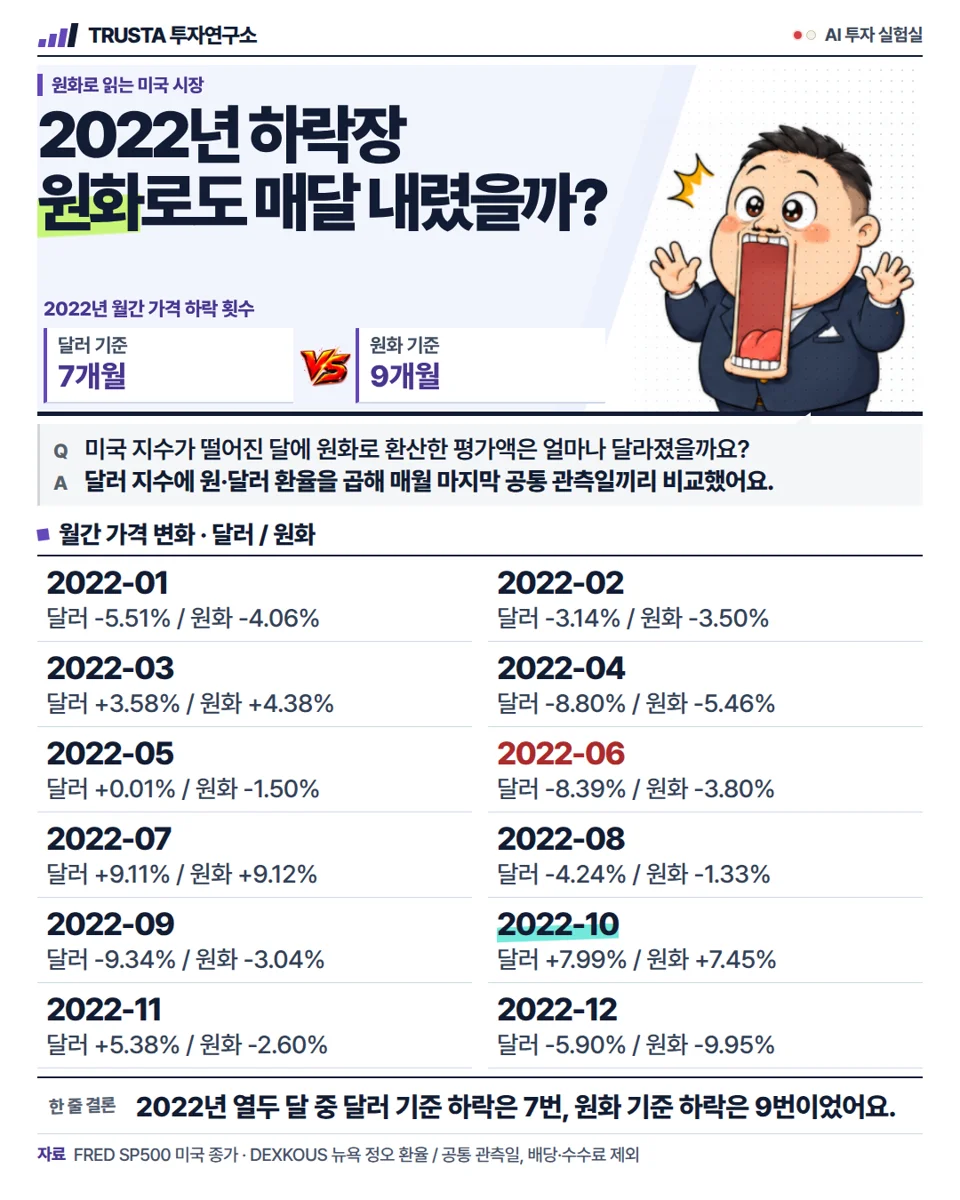 TRUSTA 투자연구소
AI 투자 실험실
원화로 읽는 미국 시장
2022년 하락장
원화로도 매달 내렸을까?
2022년 월간 가격 하락 횟수
달러 기준
7개월
VS
원화 기준
9개월
Q 미국 지수가 떨어진 달에 원화로 환산한 평가액은 얼마나 달라졌을까요?
A 달러 지수에 원·달러 환율을 곱해 매월 마지막 공통 관측일끼리 비교했어요.
월간 가격 변화 · 달러 / 원화
2022-01
달러 -5.51% / 원화 -4.06%
2022-02
달러 -3.14% / 원화 -3.50%
2022-03
달러 +3.58% / 원화 +4.38%
2022-04
달러 -8.80% / 원화 -5.46%
2022-05
달러 +0.01% / 원화 -1.50%
2022-06
달러 -8.39% / 원화 -3.80%
2022-07
달러 +9.11% / 원화 +9.12%
2022-08
달러 -4.24% / 원화 -1.33%
2022-09
달러 -9.34% / 원화 -3.04%
2022-10
달러 +7.99% / 원화 +7.45%
2022-11
달러 +5.38% / 원화 -2.60%
2022-12
달러 -5.90% / 원화 -9.95%
한 줄 결론 2022년 열두 달 중 달러 기준 하락은 7번, 원화 기준 하락은 9번이었어요.
자료 FRED SP500 미국 종가 · DEXKOUS 뉴욕 정오 환율 / 공통 관측일, 배당·수수료 제외